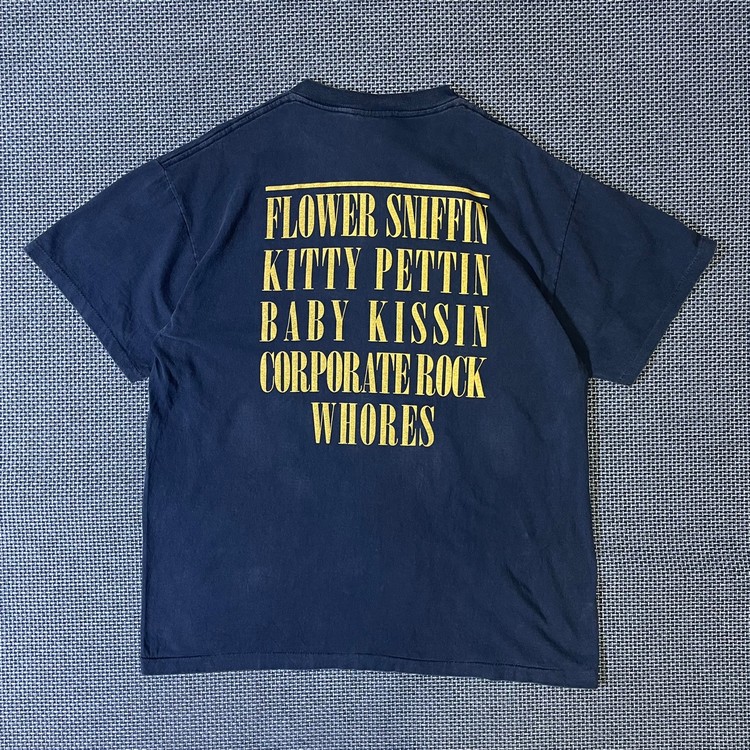 FLOWER SNIFFIN
KITTY PETTIN
BABY KISSIN
CORPORATE ROCK
WHORES